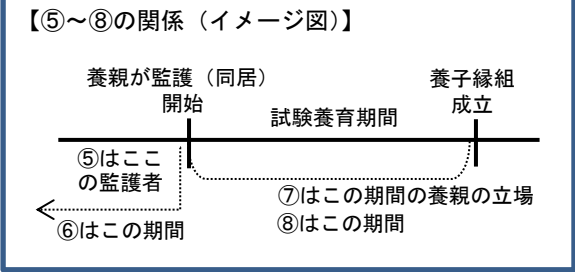 【⑤～⑧の関係（イメージ図）】
養親が監護（同居）
開始
養子縁組
成立
試験養育期間
⑤はここ
の監護者
⑦はこの期間の養親の立場
⑥はこの期間
⑧はこの期間